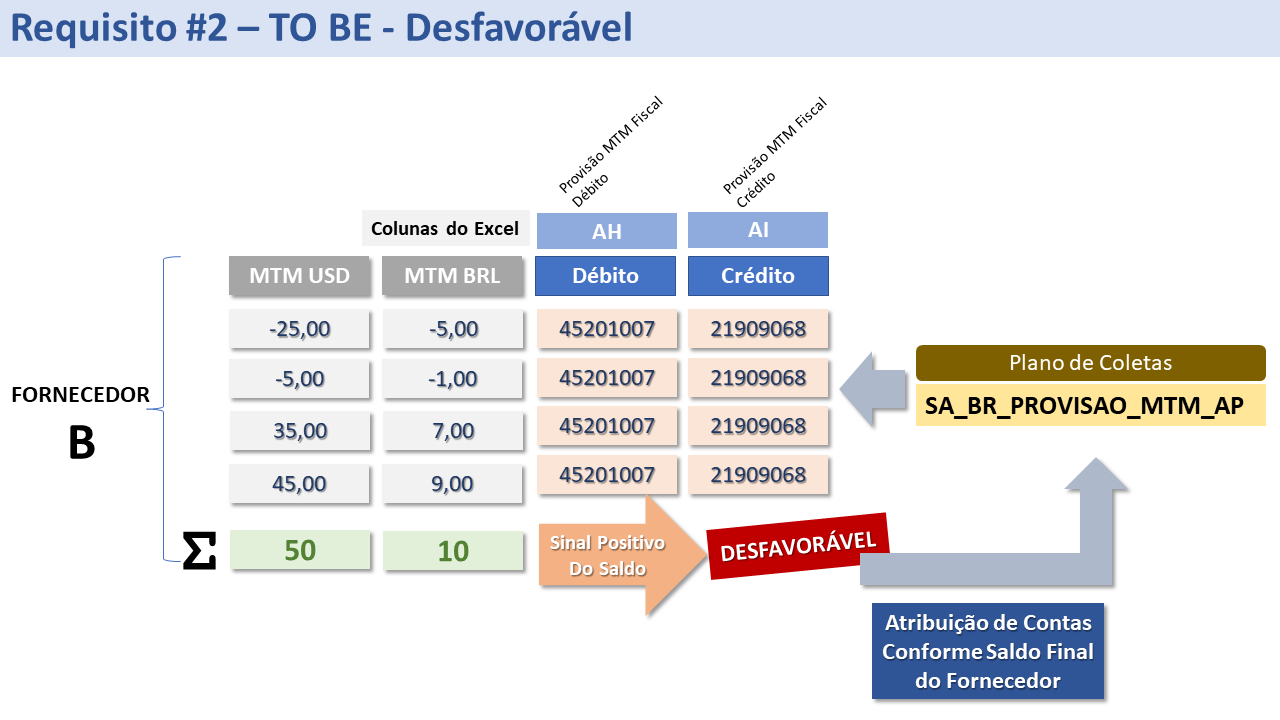 Requisito #2 – TO BE - Desfavorável
Provisão MTM Fiscal
Débito
Provisão MTM Fiscal
Crédito
Colunas do Excel
AH
AI
MTM USD
MTM BRL
Débito
Crédito
-25,00
-5,00
45201007
21909068
-5,00
-1,00
45201007
21909068
35,00
7,00
45201007
21909068
45,00
9,00
45201007
21909068
FORNECEDOR
B
Plano de Coletas
SA_BR_PROVISAO_MTM_AP
Σ
50
10
Sinal Positivo
Do Saldo
DESFAVORÁVEL
Atribuição de Contas
Conforme Saldo Final
do Fornecedor